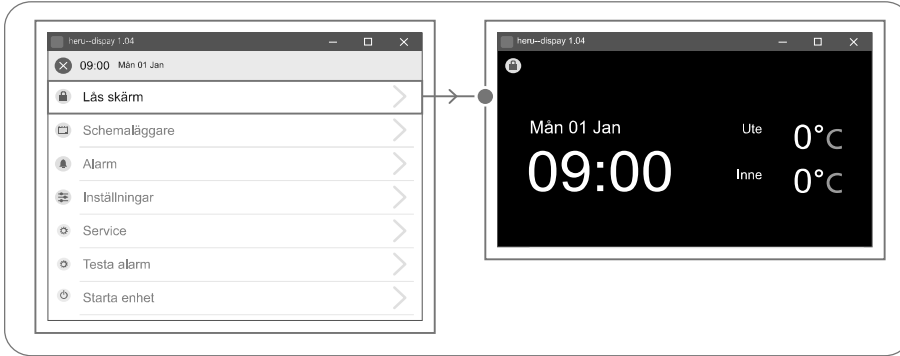 heru--dispay 1.04
09:00 Mån 01 Jan
Lås skärm
Schemaläggare
Alarm
Inställningar
Service
Testa alarm
Starta enhet
heru--dispay 1.04
Mån 01 Jan
09:00
Ute 0°C
Inne 0°C